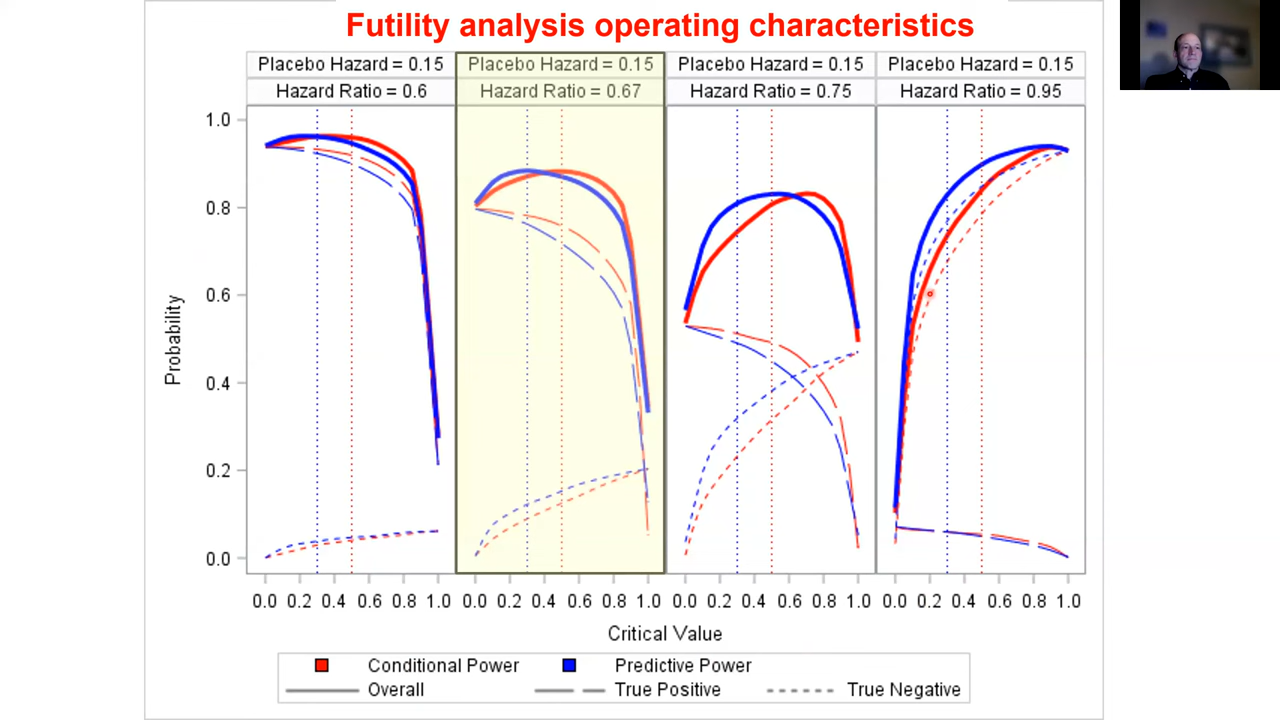 Futility analysis operating characteristics
Placebo Hazard = 0.15 Placebo Hazard = 0.15 Placebo Hazard = 0.15 Placebo Hazard = 0.15
Hazard Ratio = 0.6 Hazard Ratio = 0.67 Hazard Ratio = 0.75 Hazard Ratio = 0.95
1.0
0.8
0.6
0.4
0.2
0.0
Probability
0.0 0.2 0.4 0.6 0.8 1.0 0.0 0.2 0.4 0.6 0.8 1.0 0.0 0.2 0.4 0.6 0.8 1.0 0.0 0.2 0.4 0.6 0.8 1.0
Critical Value
Conditional Power Predictive Power
Overall True Positive True Negative